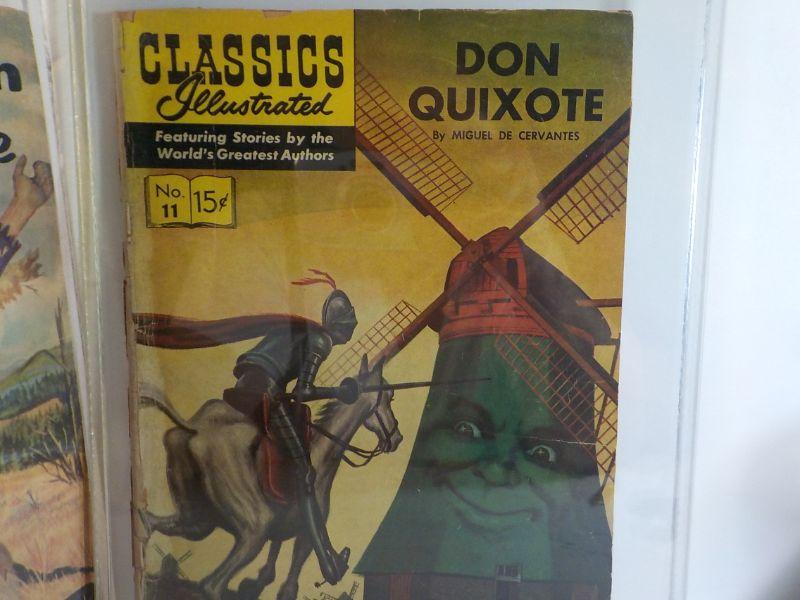 CLASSICS
Illustrated
Featuring Stories by the
World's Greatest Authors
No.
11
15¢
DON
QUIXOTE
By MIGUEL DE CERVANTES
n
e